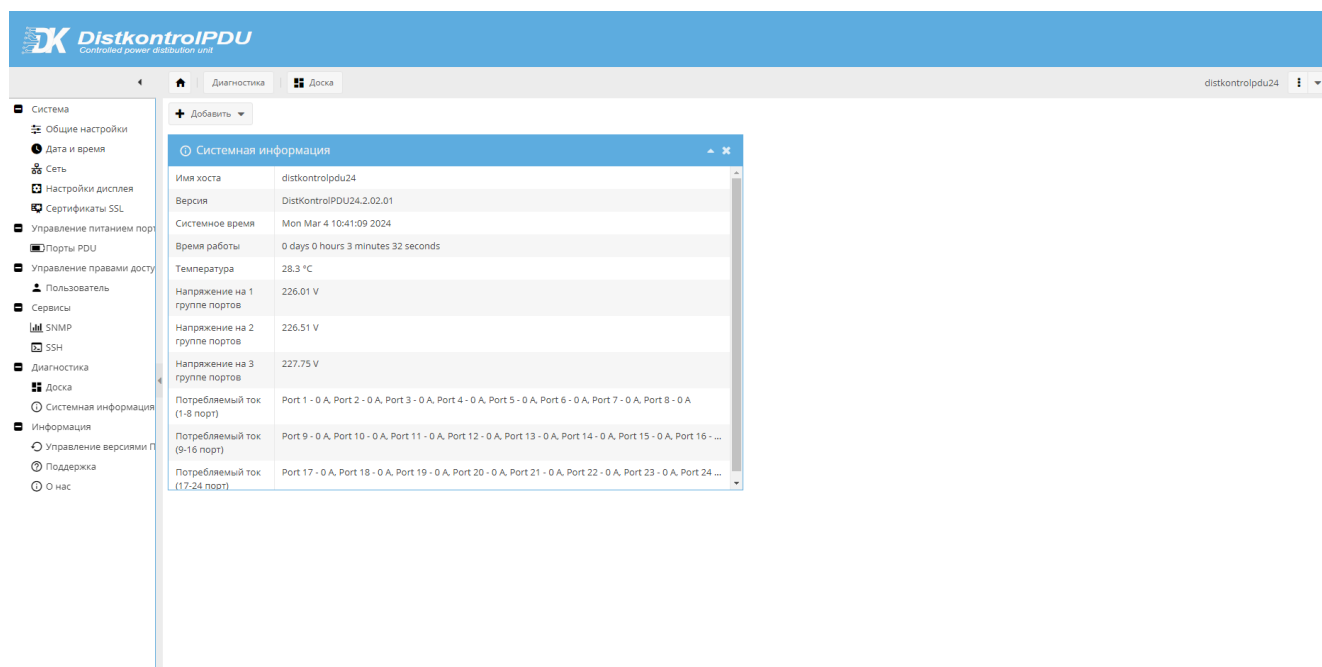 DK DistkontrolPDU
Controlled power distibution unit
Диагностика
Доска
distkontrolpdu24
Система
Общие настройки
Дата и время
Сеть
Настройки дисплея
Сертификаты SSL
Управление питанием порт
Порты PDU
Управление правами досту
Пользователь
Сервисы
SNMP
SSH
Диагностика
Доска
Системная информация
Информация
Управление версиями П
Поддержка
О нас
Добавить
Системная информация
Имя хоста distkontrolpdu24
Версия DistKontrolPDU24.2.02.01
Системное время Mon Mar 4 10:41:09 2024
Время работы 0 days 0 hours 3 minutes 32 seconds
Температура 28.3 °C
Напряжение на 1 226.01 V
группе портов
Напряжение на 2 226.51 V
группе портов
Напряжение на 3 227.75 V
группе портов
Потребляемый ток Port 1 - 0 A, Port 2 - 0 A, Port 3 - 0 A, Port 4 - 0 A, Port 5 - 0 A, Port 6 - 0 A, Port 7 - 0 A, Port 8 - 0 A
(1-8 порт)
Потребляемый ток Port 9 - 0 A, Port 10 - 0 A, Port 11 - 0 A, Port 12 - 0 A, Port 13 - 0 A, Port 14 - 0 A, Port 15 - 0 A, Port 16 - ...
(9-16 порт)
Потребляемый ток Port 17 - 0 A, Port 18 - 0 A, Port 19 - 0 A, Port 20 - 0 A, Port 21 - 0 A, Port 22 - 0 A, Port 23 - 0 A, Port 24 ...
(17-24 порт)